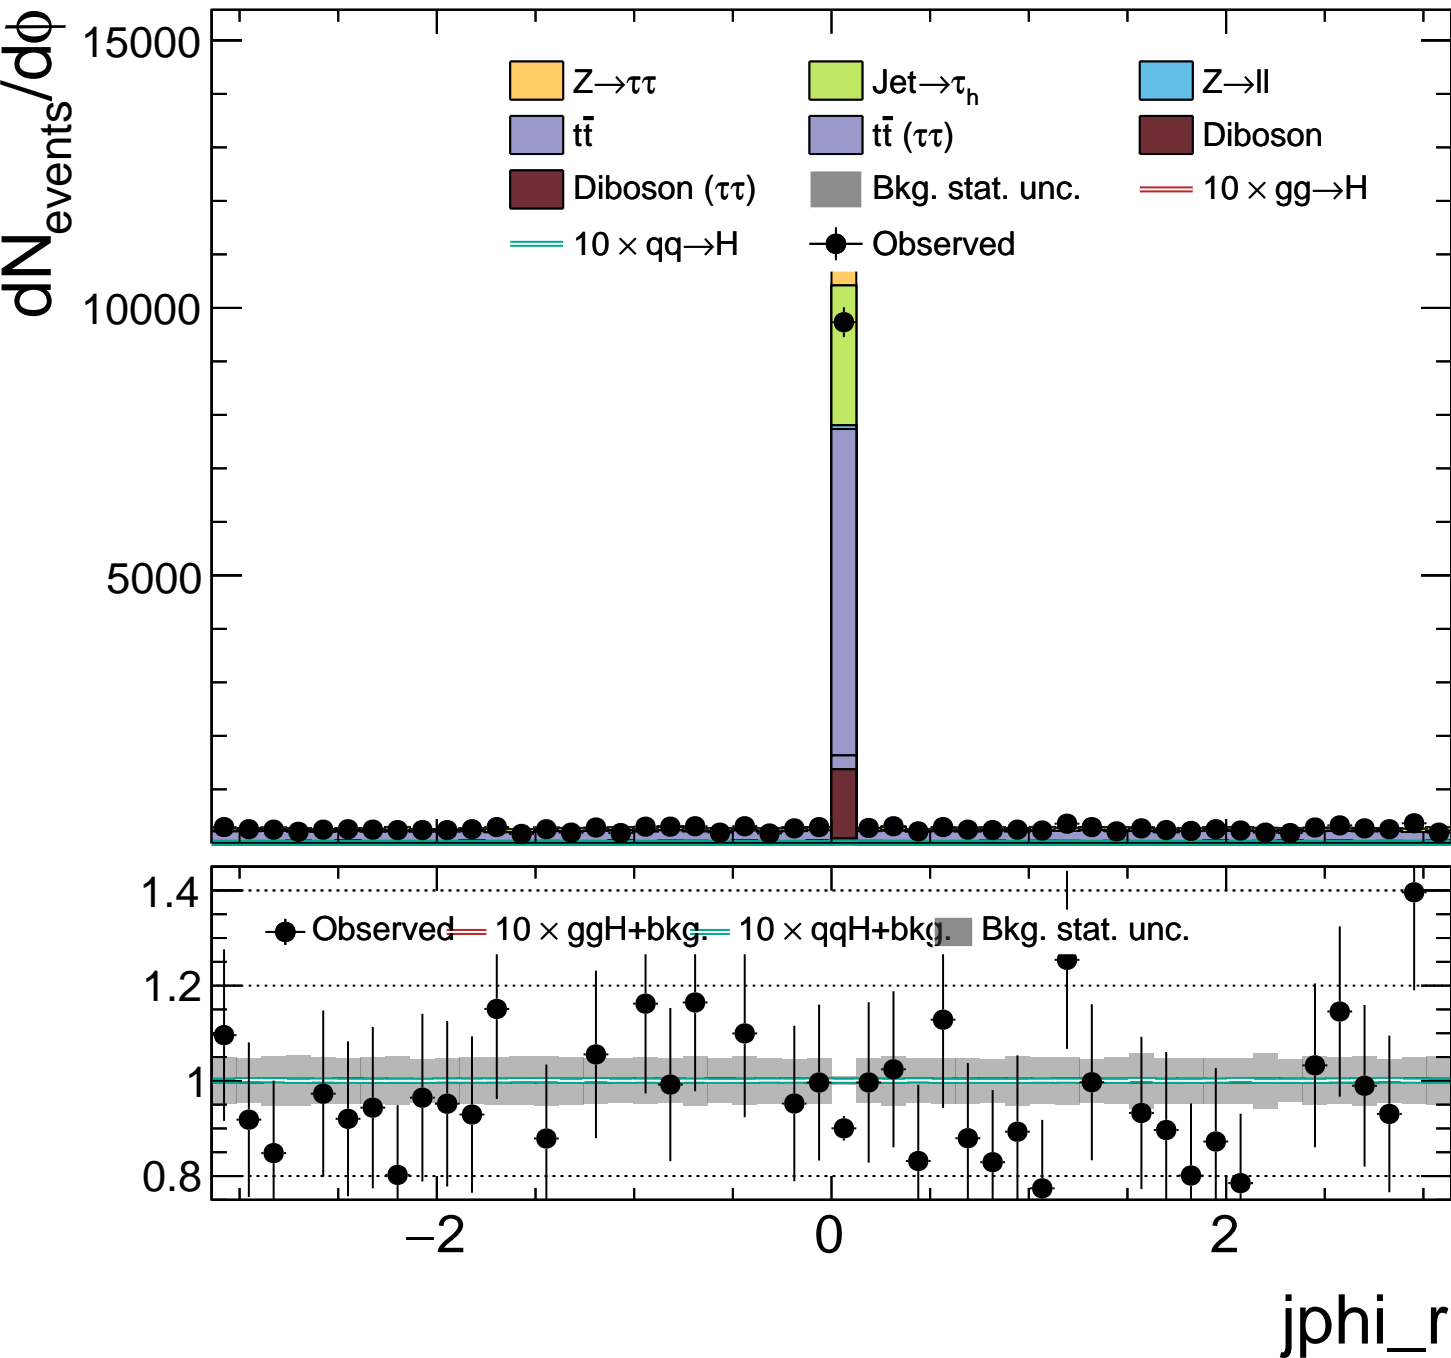 dN_events/dϕ
15000
10000
5000
Z→ττ Jet→τ_h Z→ll
tt̄ tt̄ (ττ) Diboson
Diboson (ττ) Bkg. stat. unc. 10 × gg→H
10 × qq→H Observed
1.4
1.2
1
0.8
Observed 10 × ggH+bkg. 10 × qqH+bkg. Bkg. stat. unc.
−2 0 2
jphi_r